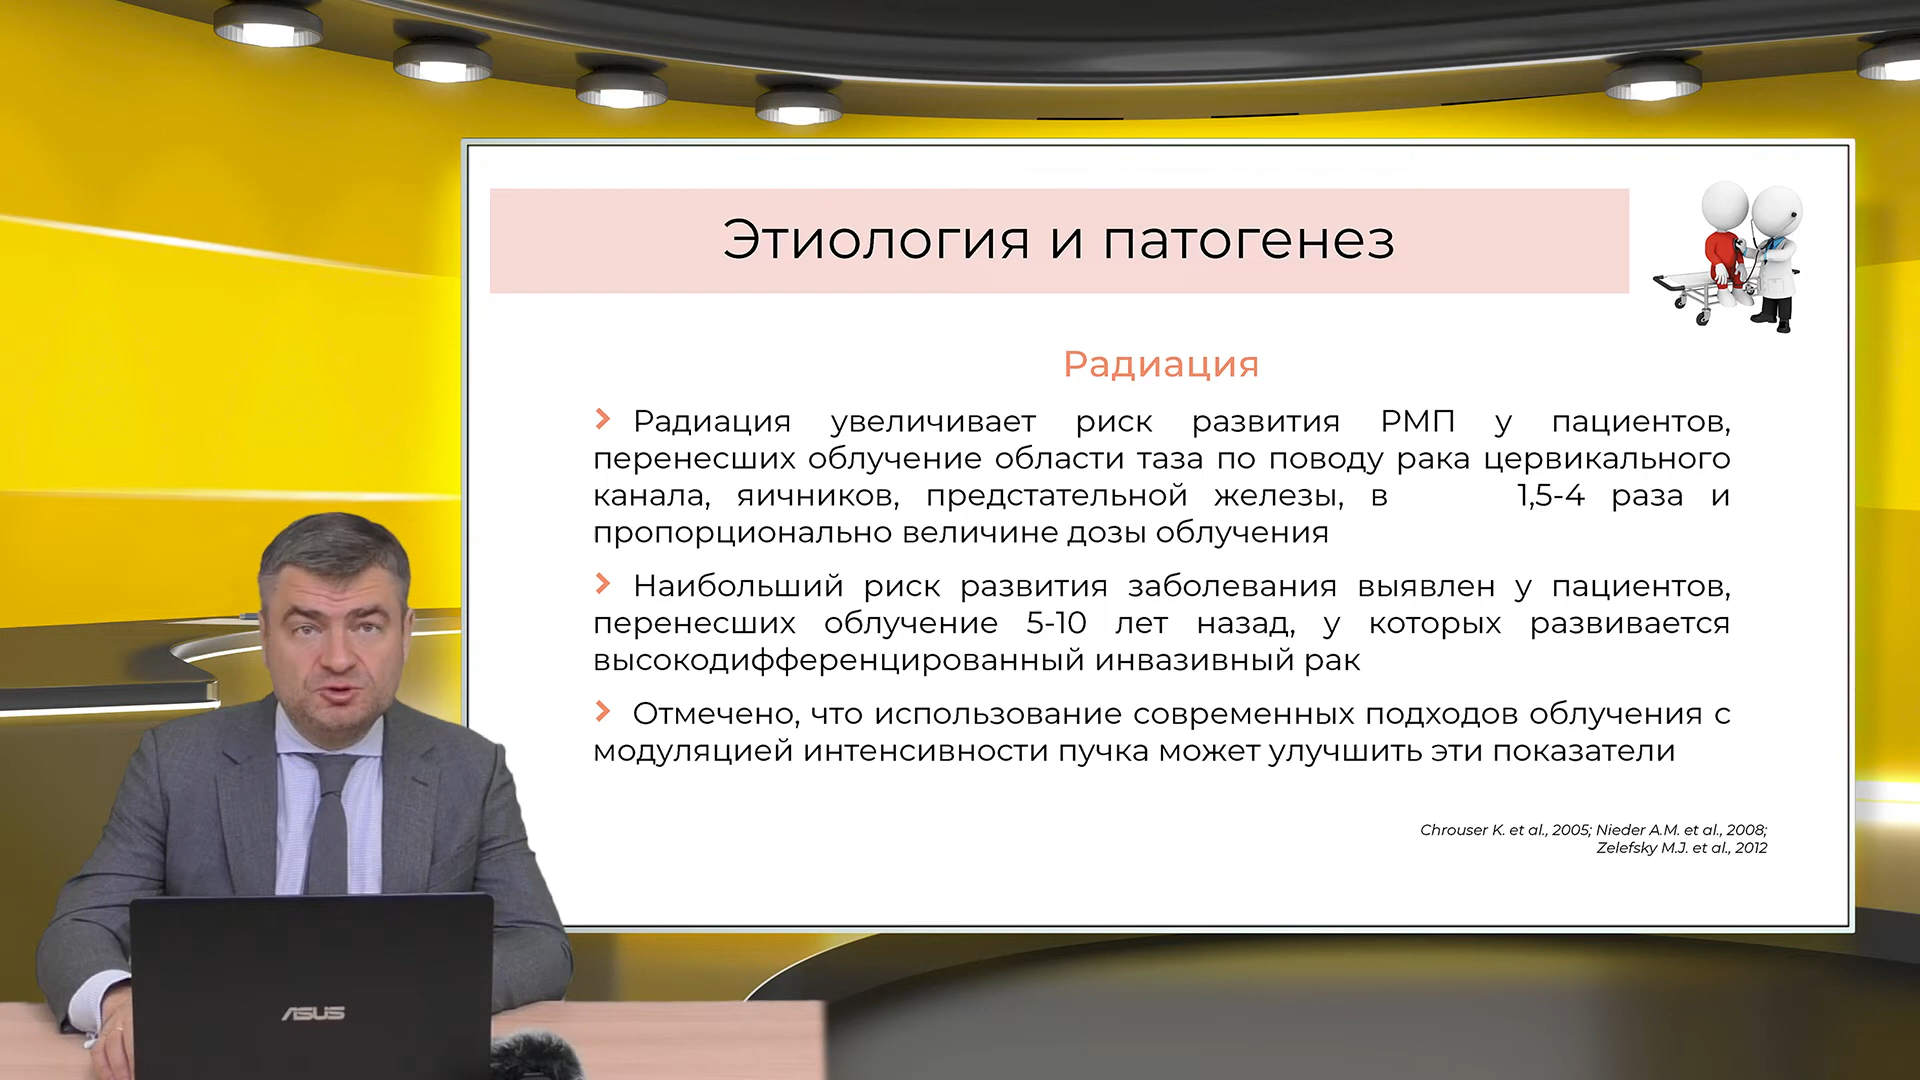 Этиология и патогенез
Радиация
Радиация увеличивает риск развития РМП у пациентов,
перенесших облучение области таза по поводу рака цервикального
канала, яичников, предстательной железы, в 1,5-4 раза и
пропорционально величине дозы облучения
Наибольший риск развития заболевания выявлен у пациентов,
перенесших облучение 5-10 лет назад, у которых развивается
высокодифференцированный инвазивный рак
Отмечено, что использование современных подходов облучения с
модуляцией интенсивности пучка может улучшить эти показатели
Chrouser K. et al., 2005; Nieder A.M. et al., 2008;
Zelefsky M.J. et al., 2012
ASUS